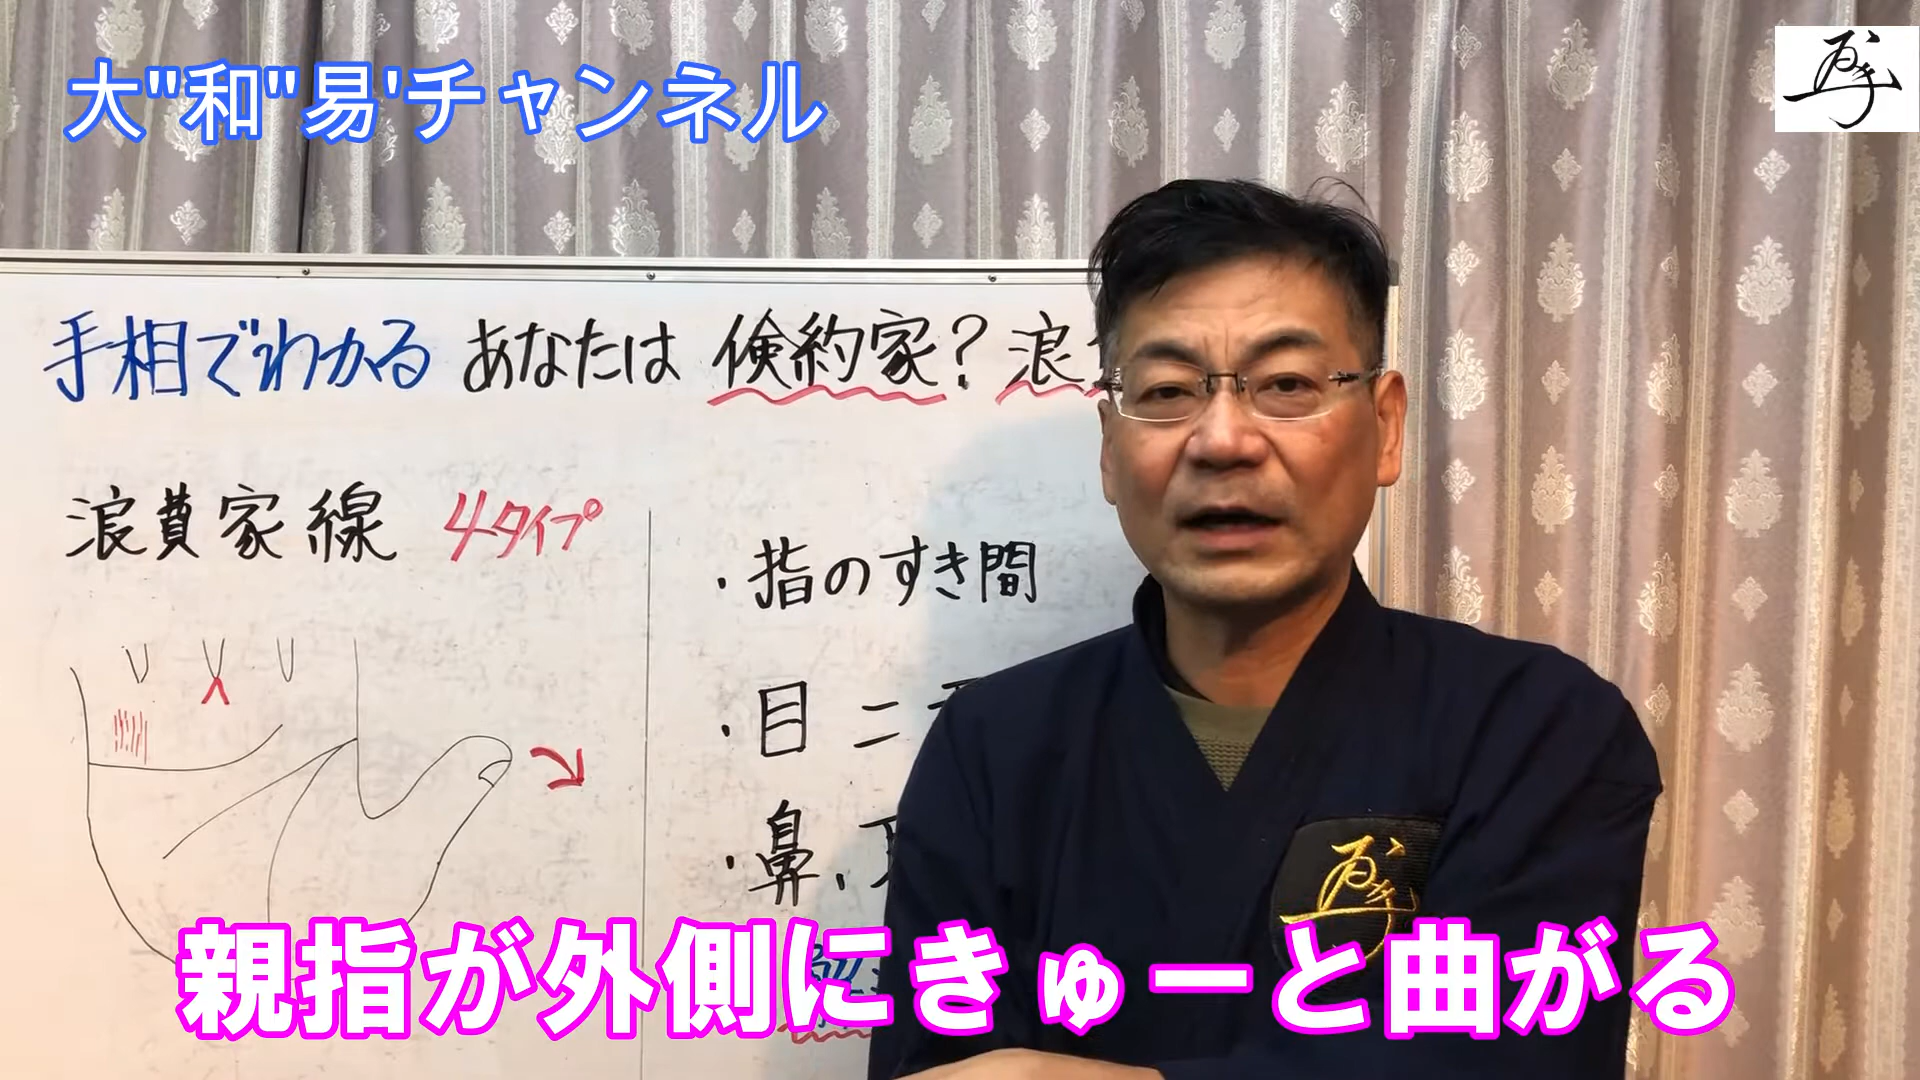 大"和"易'チャンネル
手相でわかる あなたは 倹約家？浪
浪費家線 4タイプ
・指のすき間
・目 二
・鼻、
親指が外側にきゅーと曲がる